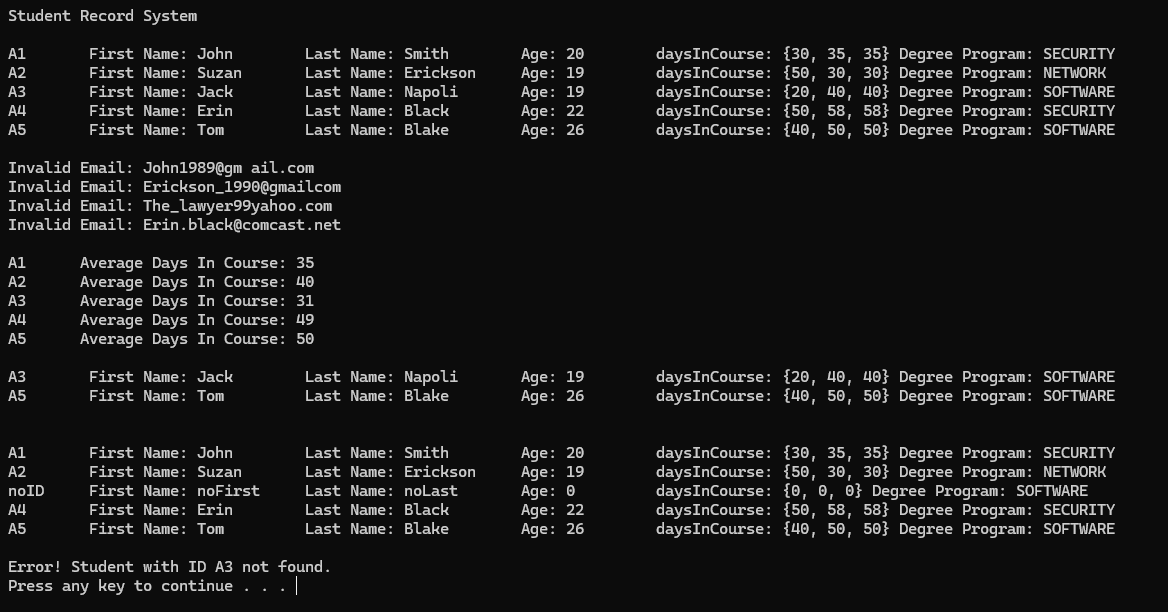 Student Record System
A1 First Name: John Last Name: Smith Age: 20 daysInCourse: {30, 35, 35} Degree Program: SECURITY
A2 First Name: Suzan Last Name: Erickson Age: 19 daysInCourse: {50, 30, 30} Degree Program: NETWORK
A3 First Name: Jack Last Name: Napoli Age: 19 daysInCourse: {20, 40, 40} Degree Program: SOFTWARE
A4 First Name: Erin Last Name: Black Age: 22 daysInCourse: {50, 58, 58} Degree Program: SECURITY
A5 First Name: Tom Last Name: Blake Age: 26 daysInCourse: {40, 50, 50} Degree Program: SOFTWARE
Invalid Email: John1989@gm ail.com
Invalid Email: Erickson_1990@gmailcom
Invalid Email: The_lawyer99yahoo.com
Invalid Email: Erin.black@comcast.net
A1 Average Days In Course: 35
A2 Average Days In Course: 40
A3 Average Days In Course: 31
A4 Average Days In Course: 49
A5 Average Days In Course: 50
A3 First Name: Jack Last Name: Napoli Age: 19 daysInCourse: {20, 40, 40} Degree Program: SOFTWARE
A5 First Name: Tom Last Name: Blake Age: 26 daysInCourse: {40, 50, 50} Degree Program: SOFTWARE
A1 First Name: John Last Name: Smith Age: 20 daysInCourse: {30, 35, 35} Degree Program: SECURITY
A2 First Name: Suzan Last Name: Erickson Age: 19 daysInCourse: {50, 30, 30} Degree Program: NETWORK
noID First Name: noFirst Last Name: noLast Age: 0 daysInCourse: {0, 0, 0} Degree Program: SOFTWARE
A4 First Name: Erin Last Name: Black Age: 22 daysInCourse: {50, 58, 58} Degree Program: SECURITY
A5 First Name: Tom Last Name: Blake Age: 26 daysInCourse: {40, 50, 50} Degree Program: SOFTWARE
Error! Student with ID A3 not found.
Press any key to continue . . .